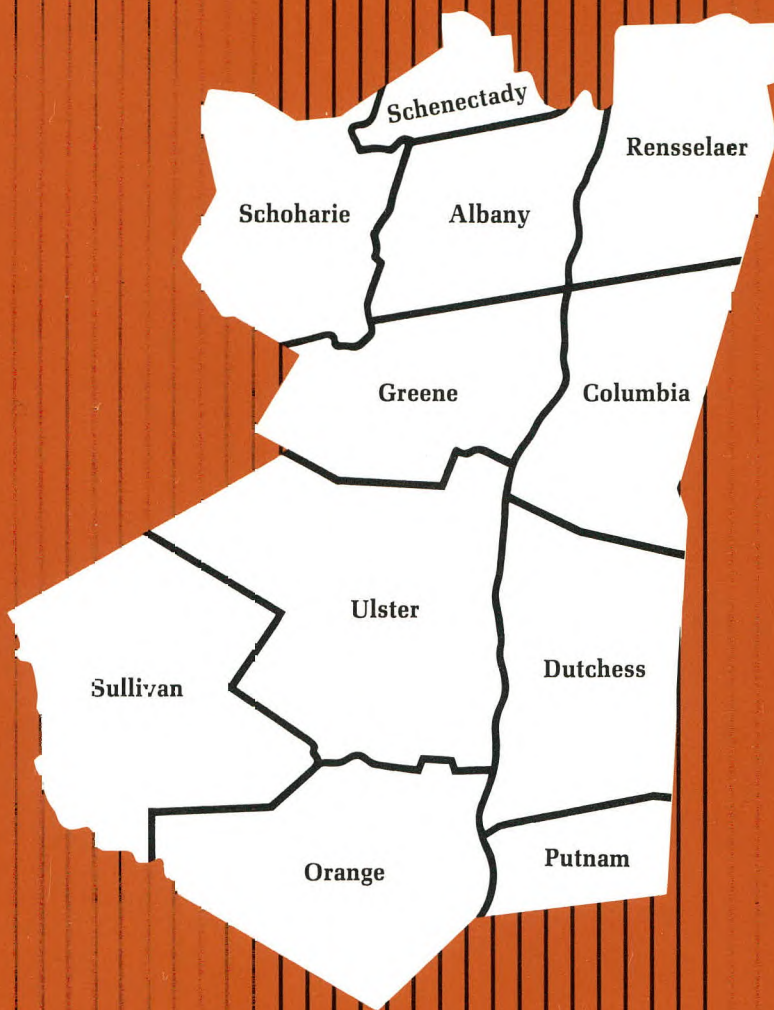 Schenectady
Rensselaer
Schoharie
Albany
Greene
Columbia
Ulster
Dutchess
Sullivan
Putnam
Orange